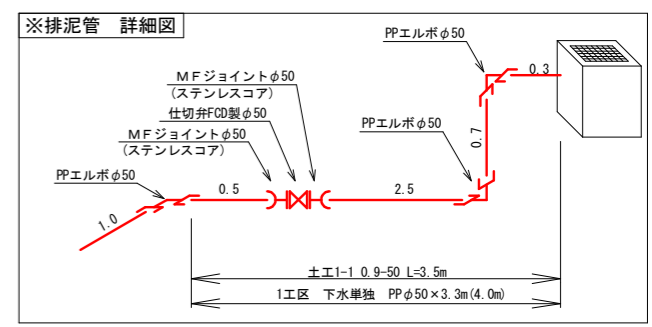 ※排泥管 詳細図
PPエルボφ50
0.3
MFジョイントφ50
(ステンレスコア)
仕切弁FCD製φ50
MFジョイントφ50
(ステンレスコア)
PPエルボφ50
0.7
PPエルボφ50
0.5
2.5
1.0
土工1-1 0.9-50 L=3.5m
1工区 下水単独 PPφ50×3.3m(4.0m)